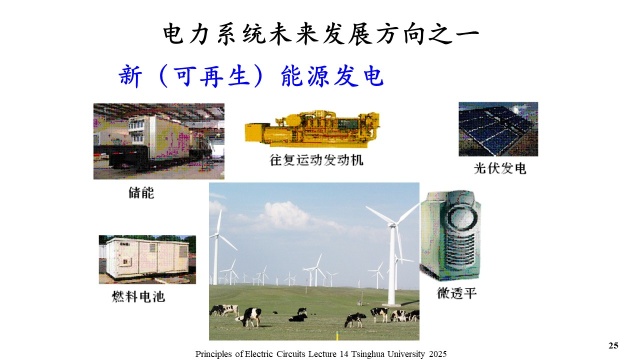 电力系统未来发展方向之一
新（可再生）能源发电
往复运动发动机
光伏发电
储能
燃料电池
微透平
25
Principles of Electric Circuits Lecture 14 Tsinghua University 2025